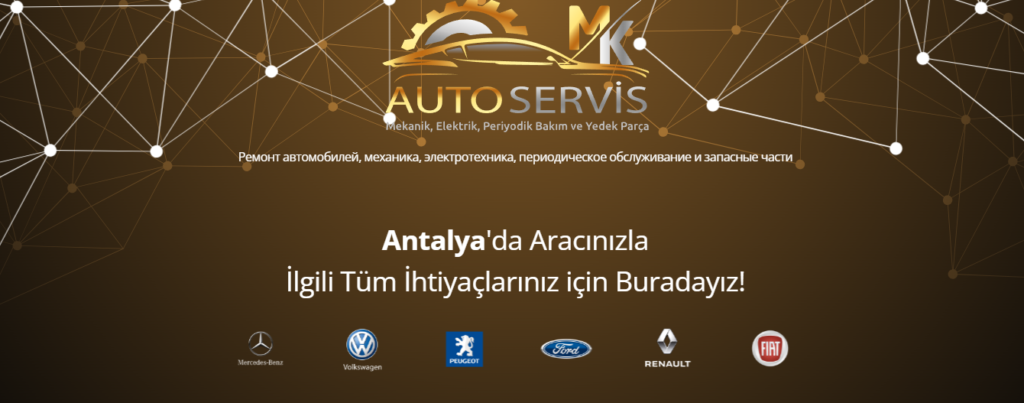 MK
AUTO SERVİS
Mekanik, Elektrik, Periyodik Bakım ve Yedek Parça
Ремонт автомобилей, механика, электротехника, периодическое обслуживание и запасные части
Antalya'da Aracınızla
İlgili Tüm İhtiyaçlarınız için Buradayız!
Mercedes-Benz
Volkswagen
PEUGEOT
Ford
RENAULT
FIAT